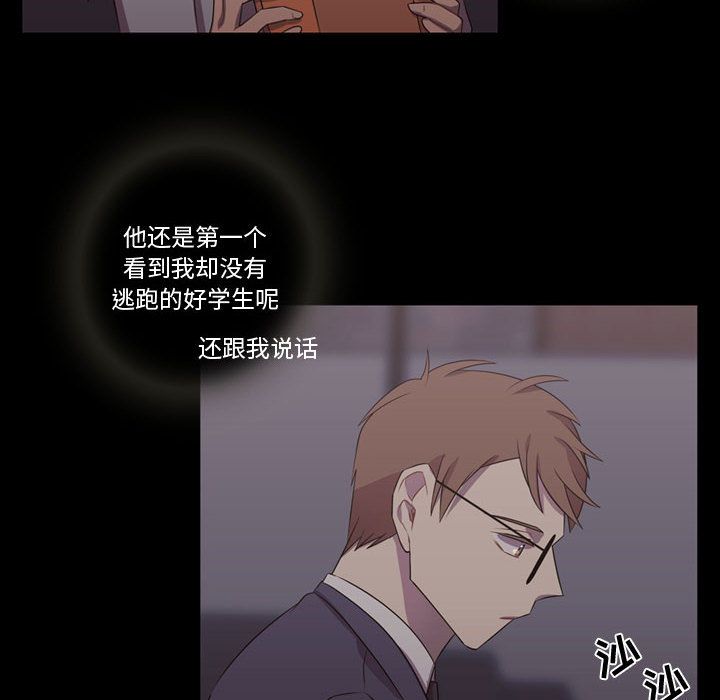 他还是第一个
看到我却没有
逃跑的好学生呢
还跟我说话
沙
沙